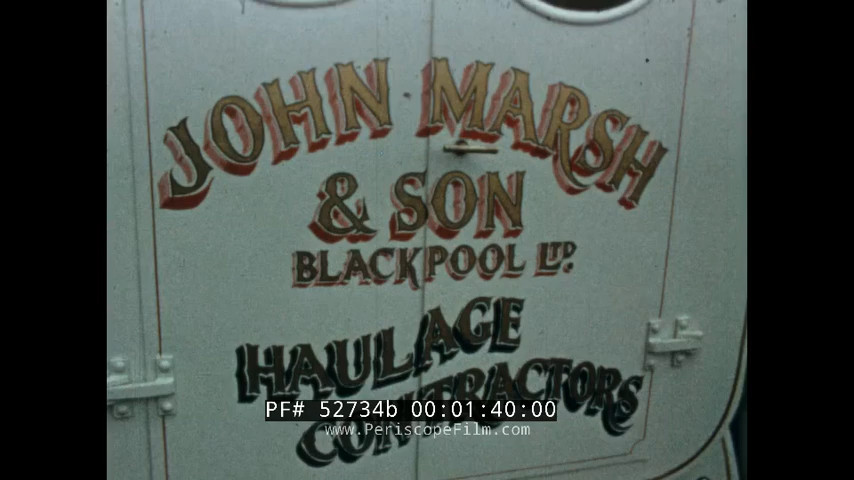 JOHN MARSH
& SON
BLACKPOOL LTD.
HAULAGE
CONTRACTORS
PF# 52734b 00:01:40:00
www.PeriscopeFilm.com